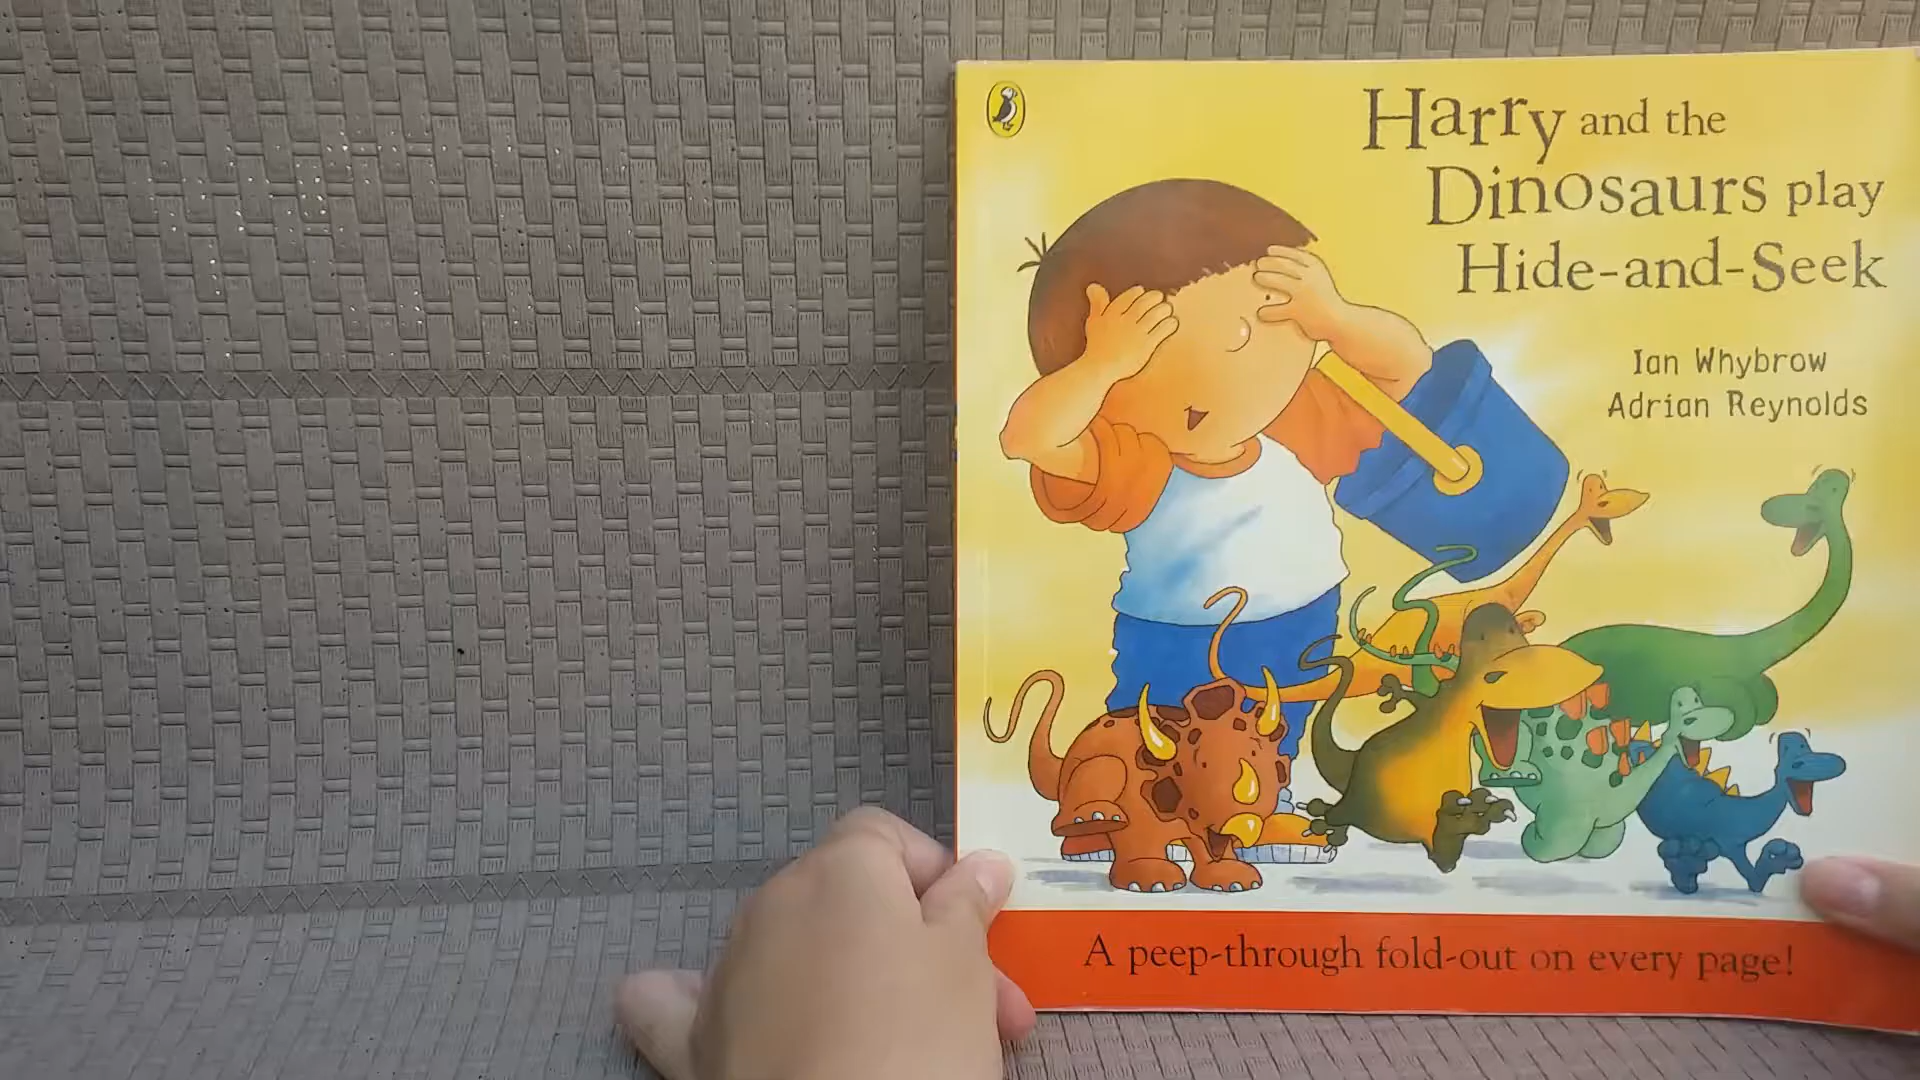 Harry and the
Dinosaurs play
Hide-and-Seek
Ian Whybrow
Adrian Reynolds
A peep-through fold-out on every page!